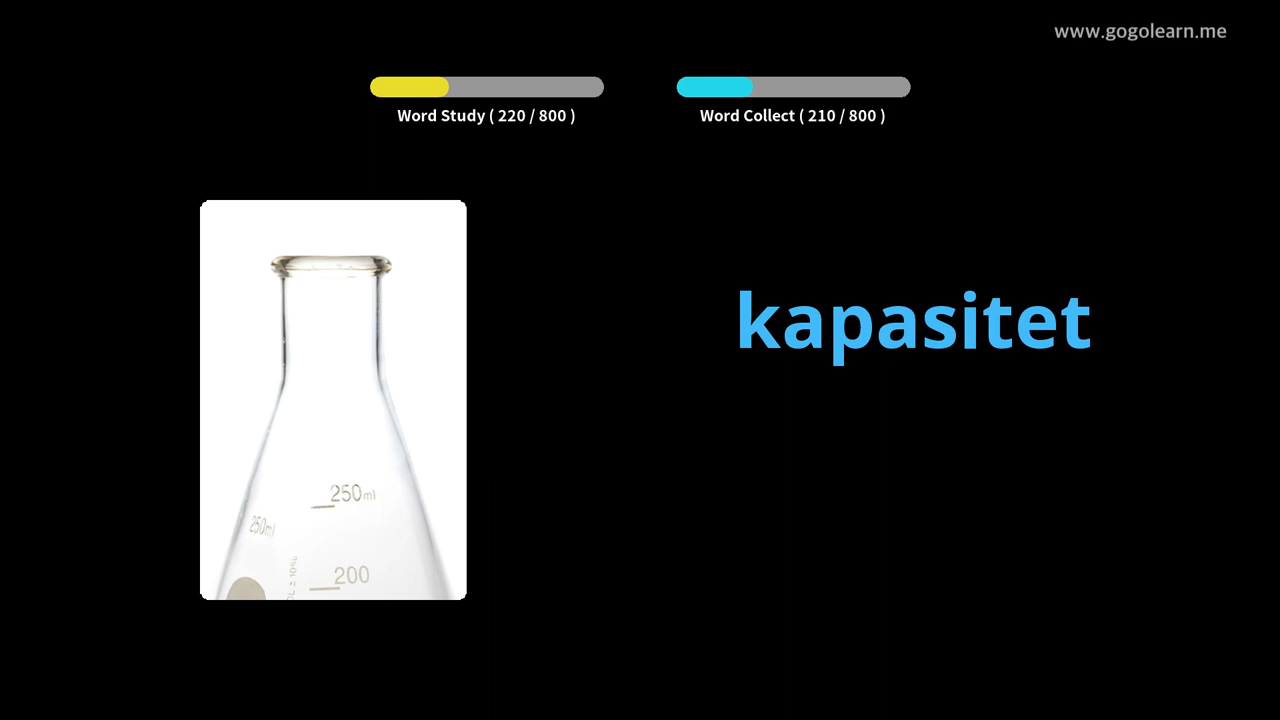 www.gogolearn.me
Word Study ( 220 / 800 )
Word Collect ( 210 / 800 )
kapasitet
250ml
250ml
200